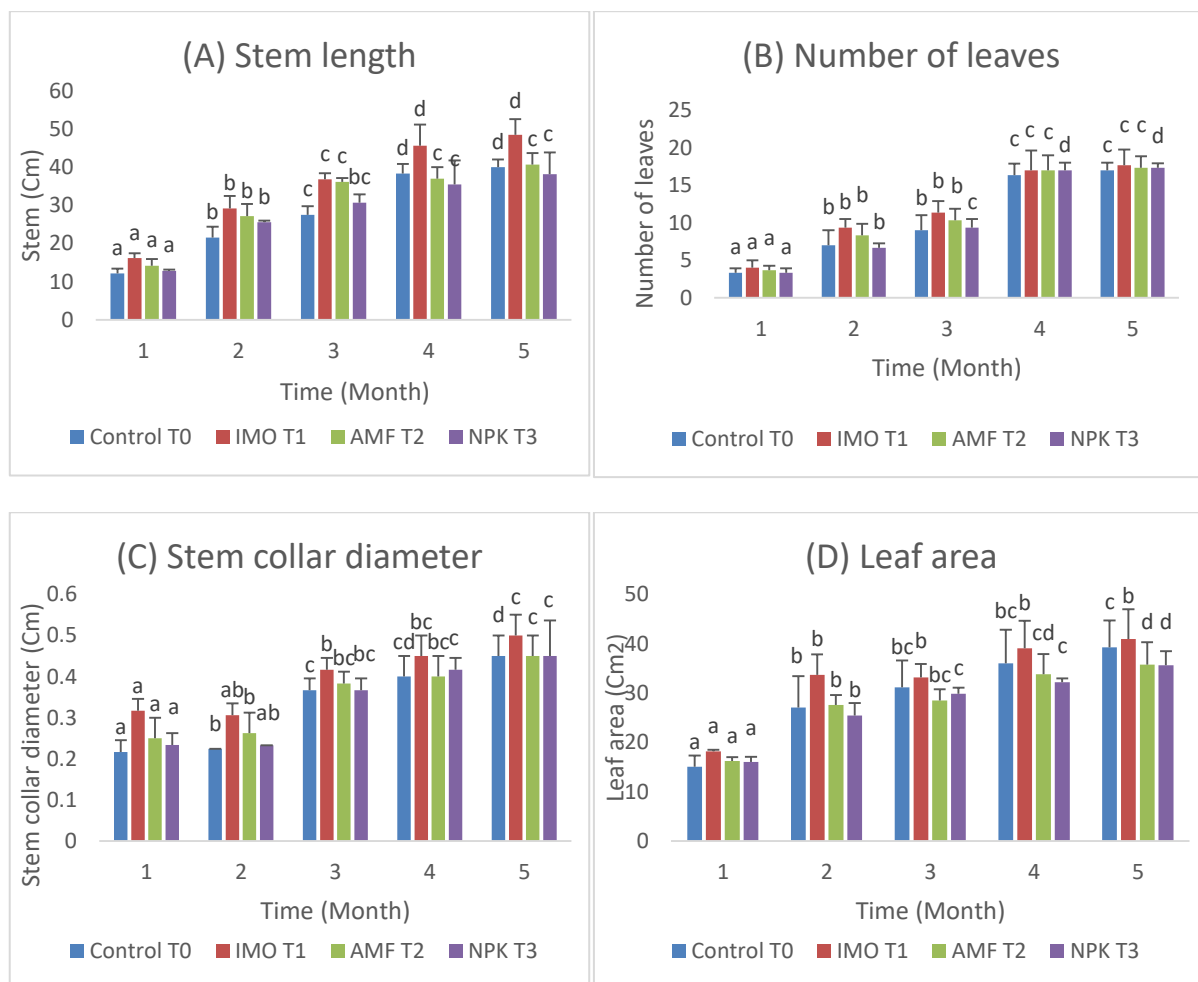 (A) Stem length
Stem (Cm)
60
50
40
30
20
10
0
a a a a
b b b b
c c c bc
d d c c
d d c c
1 2 3 4 5
Time (Month)
Control T0 IMO T1 AMF T2 NPK T3
(B) Number of leaves
Number of leaves
25
20
15
10
5
0
a a a a
b b b b
b b b c
c c c d
c c c d
1 2 3 4 5
Time (Month)
Control T0 IMO T1 AMF T2 NPK T3
(C) Stem collar diameter
Stem collar diameter (Cm)
0.6
0.5
0.4
0.3
0.2
0.1
0
a a a a
b ab b ab
c b bc bc
cd bc bc c
d c c c
1 2 3 4 5
Time (Month)
Control T0 IMO T1 AMF T2 NPK T3
(D) Leaf area
Leaf area (Cm2)
50
40
30
20
10
0
a a a a
b b b b
bc b bc c
bc b cd c
c b d d
1 2 3 4 5
Time (Month)
Control T0 IMO T1 AMF T2 NPK T3